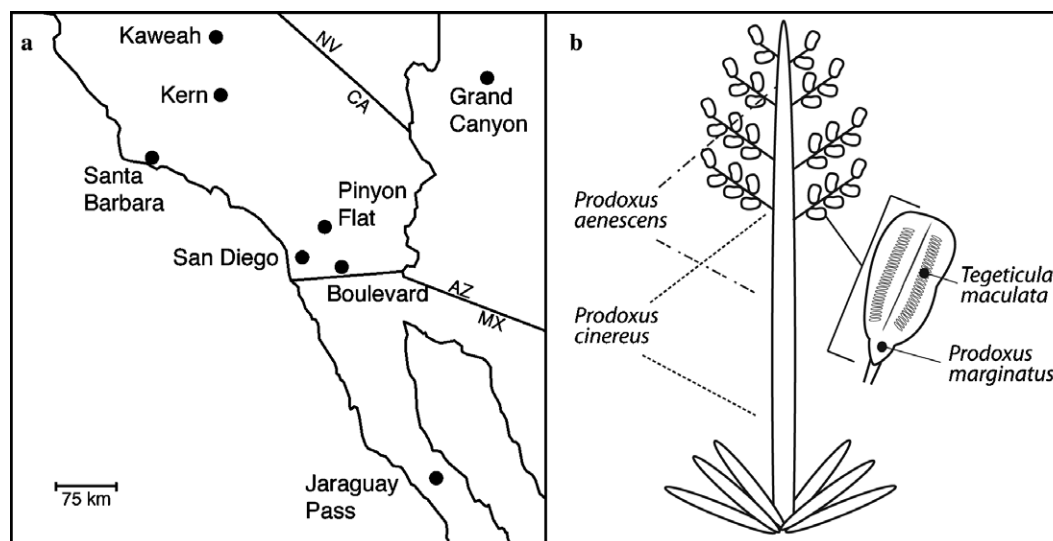 a
Kaweah
Kern
Santa
Barbara
NV
CA
Grand
Canyon
Pinyon
Flat
San Diego
Boulevard
AZ
MX
Jaraguay
Pass
75 km
b
Prodoxus
aenescens
Prodoxus
cinereus
Tegeticula
maculata
Prodoxus
marginatus